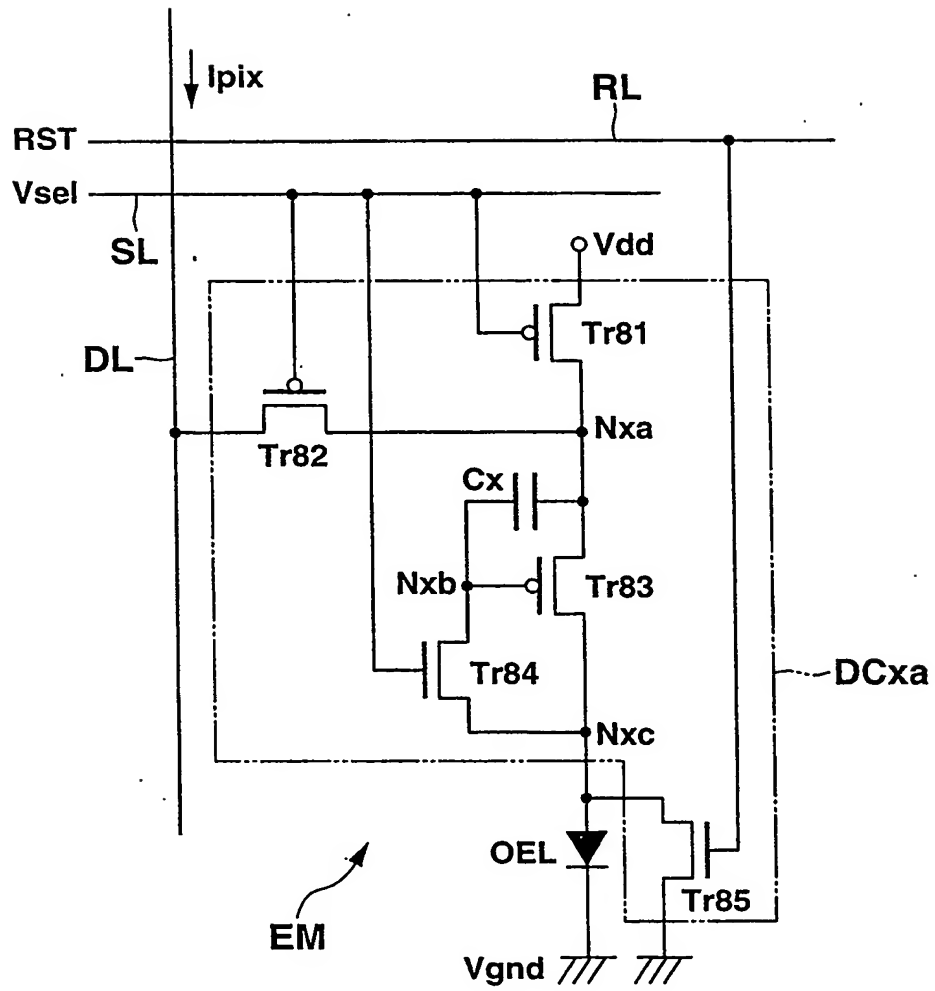 Ipix
RL
RST
Vsel
SL
Vdd
Tr81
DL
Nxa
Tr82
Cx
Nxb
Tr83
Tr84
DCxa
Nxc
OEL
Tr85
EM
Vgnd